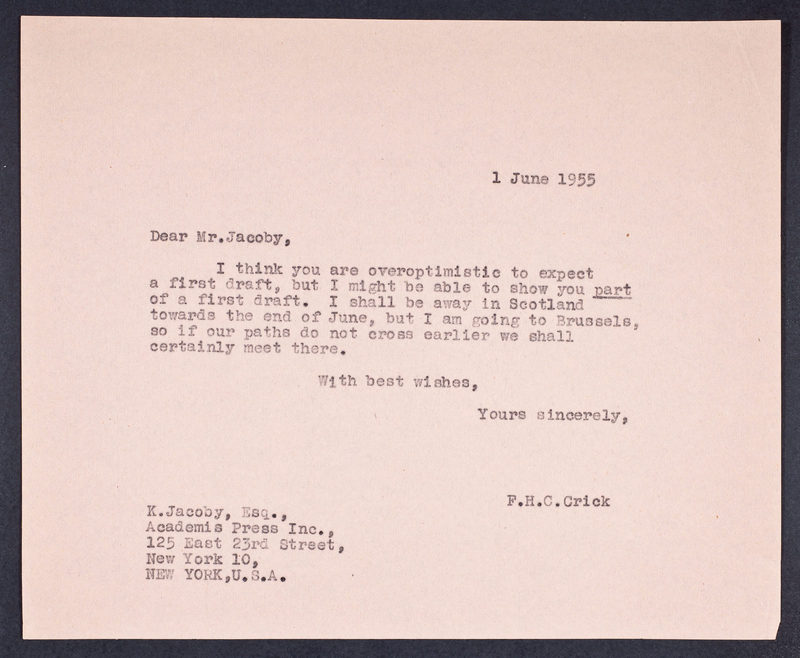 1 June 1955
Dear Mr.Jacoby,
I think you are overoptimistic to expect
a first draft, but I might be able to show you part
of a first draft. I shall be away in Scotland
towards the end of June, but I am going to Brussels,
so if our paths do not cross earlier we shall
certainly meet there.
With best wishes,
Yours sincerely,
F.H.C.Crick
K.Jacoby, Esq.,
Academis Press Inc.,
125 East 23rd Street,
New York 10,
NEW YORK,U.S.A.